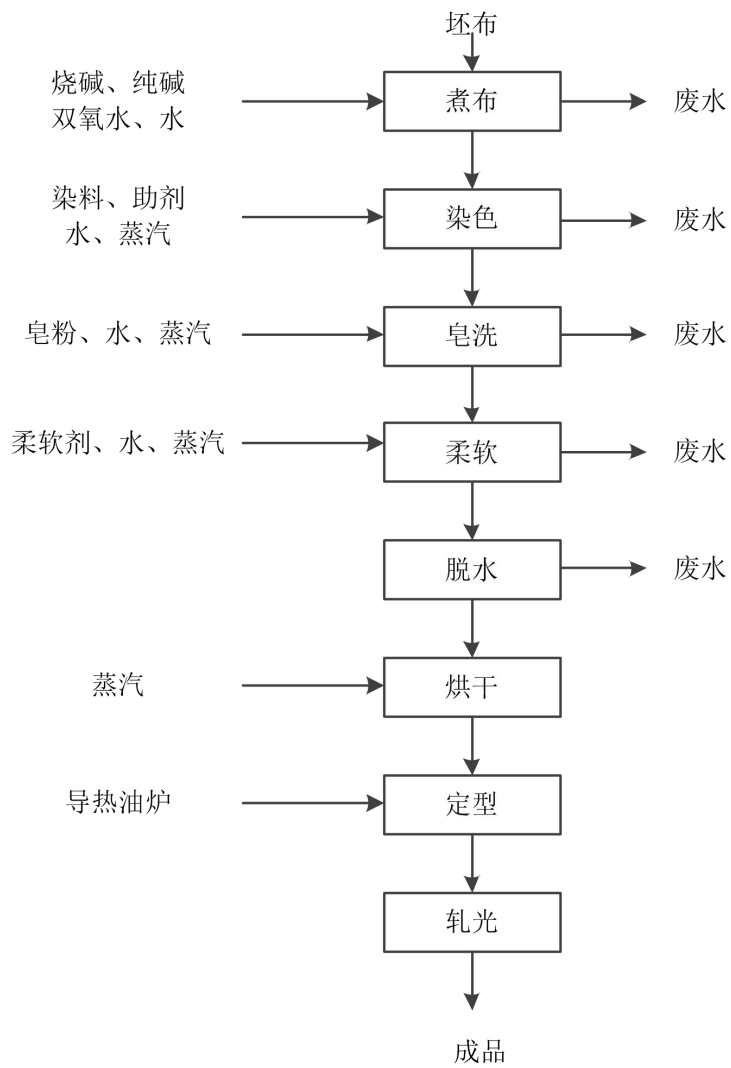 坯布
烧碱、纯碱
双氧水、水
煮布
废水
染料、助剂
水、蒸汽
染色
废水
皂粉、水、蒸汽
皂洗
废水
柔软剂、水、蒸汽
柔软
废水
脱水
废水
蒸汽
烘干
导热油炉
定型
轧光
成品